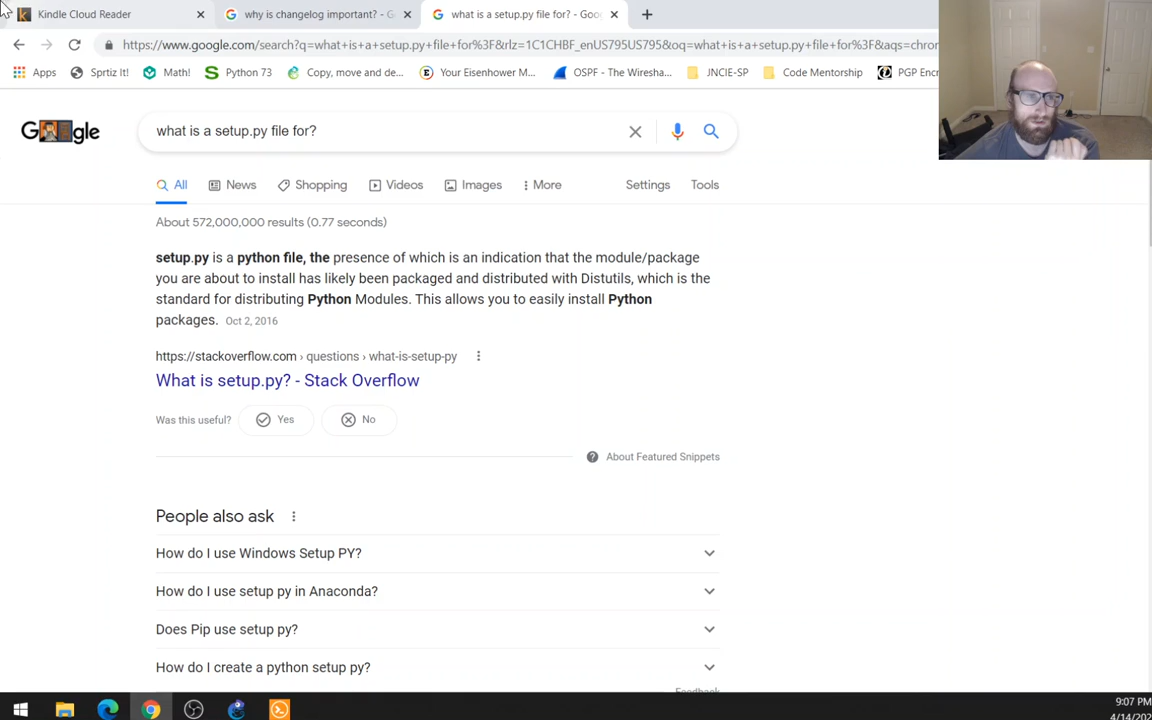 Kindle Cloud Reader
why is changelog important? - G
what is a setup.py file for? - Goo
https://www.google.com/search?q=what+is+a+setup.py+file+for%3F&rlz=1C1CHBF_enUS795US795&oq=what+is+a+setup.py+file+for%3F&aqs=chrom
Apps
Sprtiz It!
Math!
Python 73
Copy, move and de...
Your Eisenhower M...
OSPF - The Wiresha...
JNCIE-SP
Code Mentorship
PGP Encr
what is a setup.py file for?
All
News
Shopping
Videos
Images
More
Settings
Tools
About 572,000,000 results (0.77 seconds)
setup.py is a python file, the presence of which is an indication that the module/package
you are about to install has likely been packaged and distributed with Distutils, which is the
standard for distributing Python Modules. This allows you to easily install Python
packages. Oct 2, 2016
https://stackoverflow.com › questions › what-is-setup-py
What is setup.py? - Stack Overflow
Was this useful?
Yes
No
About Featured Snippets
People also ask
How do I use Windows Setup PY?
How do I use setup py in Anaconda?
Does Pip use setup py?
How do I create a python setup py?
Feedback
9:07 PM
4/14/202